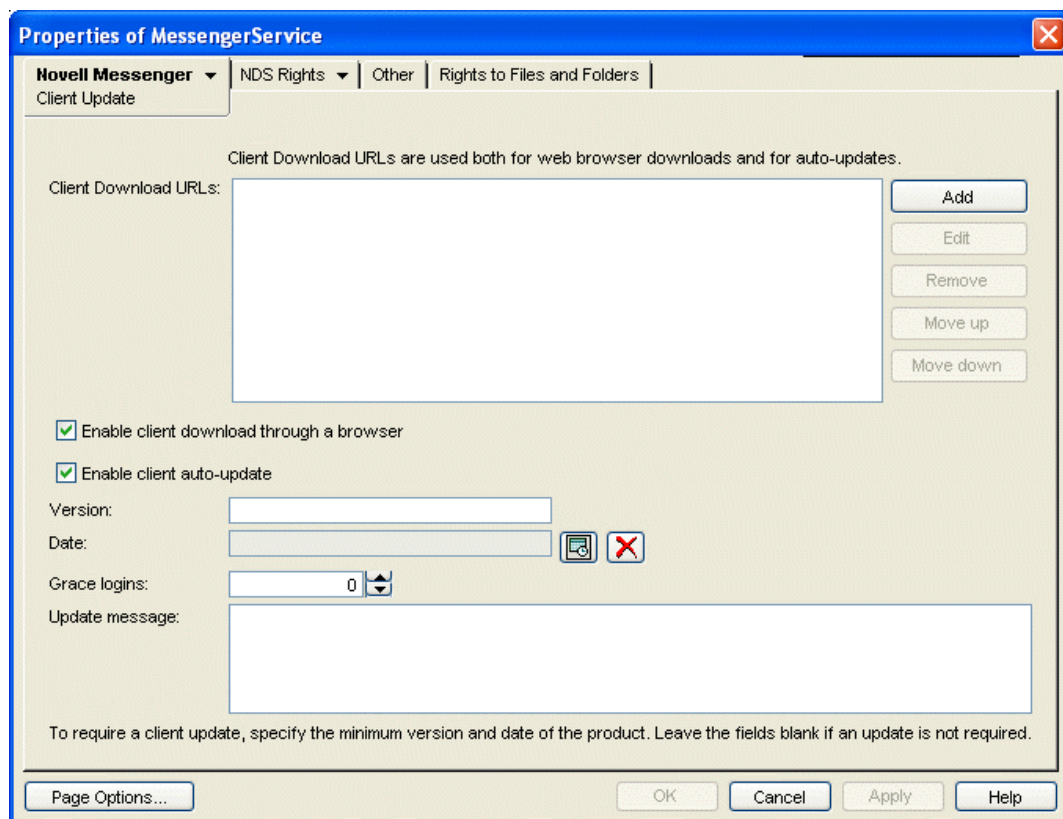 Properties of MessengerService
Novell Messenger NDS Rights Other Rights to Files and Folders
Client Update
Client Download URLs are used both for web browser downloads and for auto-updates.
Client Download URLs:
Add
Edit
Remove
Move up
Move down
Enable client download through a browser
Enable client auto-update
Version:
Date:
Grace logins: 0
Update message:
To require a client update, specify the minimum version and date of the product. Leave the fields blank if an update is not required.
Page Options... OK Cancel Apply Help